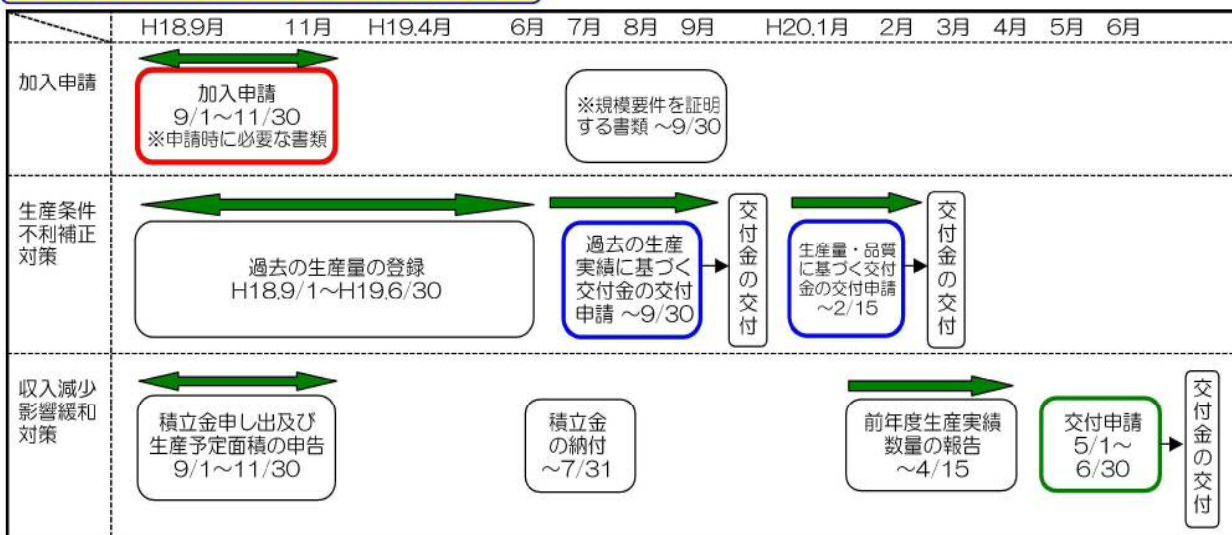 H18.9月 11月 H19.4月 6月 7月 8月 9月 H20.1月 2月 3月 4月 5月 6月
加入申請
加入申請
9/1～11/30
※申請時に必要な書類
※規模要件を証明
する書類 ～9/30
生産条件
不利補正
対策
過去の生産量の登録
H18.9/1～H19.6/30
過去の生産
実績に基づく
交付金の交付
申請 ～9/30
交付金の交付
生産量・品質
に基づく交付
金の交付申請
～2/15
交付金の交付
収入減少
影響緩和
対策
積立金申し出及び
生産予定面積の申告
9/1～11/30
積立金
の納付
～7/31
前年度生産実績
数量の報告
～4/15
交付申請
5/1～
6/30
交付金の交付